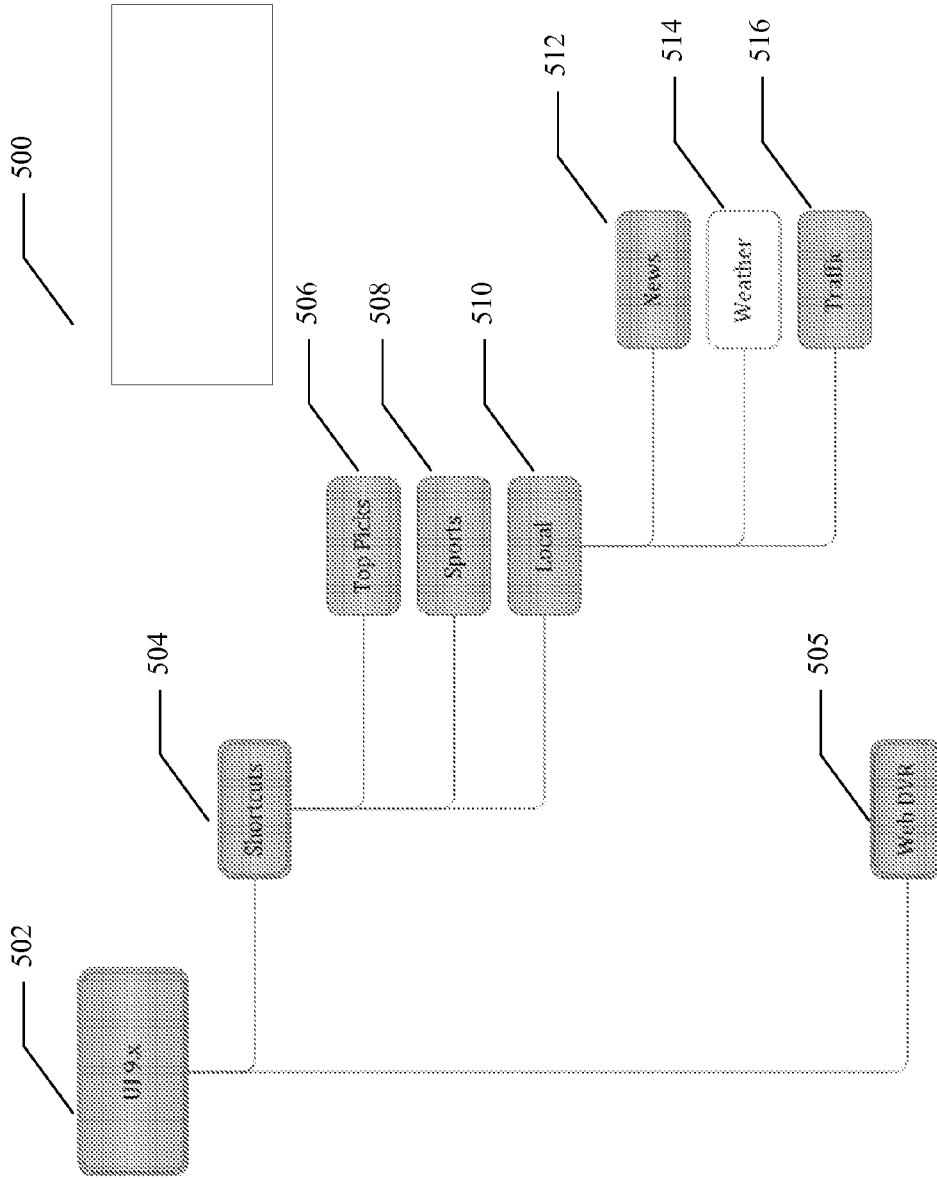 500
502
UI 9.x
504
Shortcuts
505
Web DVR
506
Top Picks
508
Sports
510
Local
512
News
514
Weather
516
Traffic